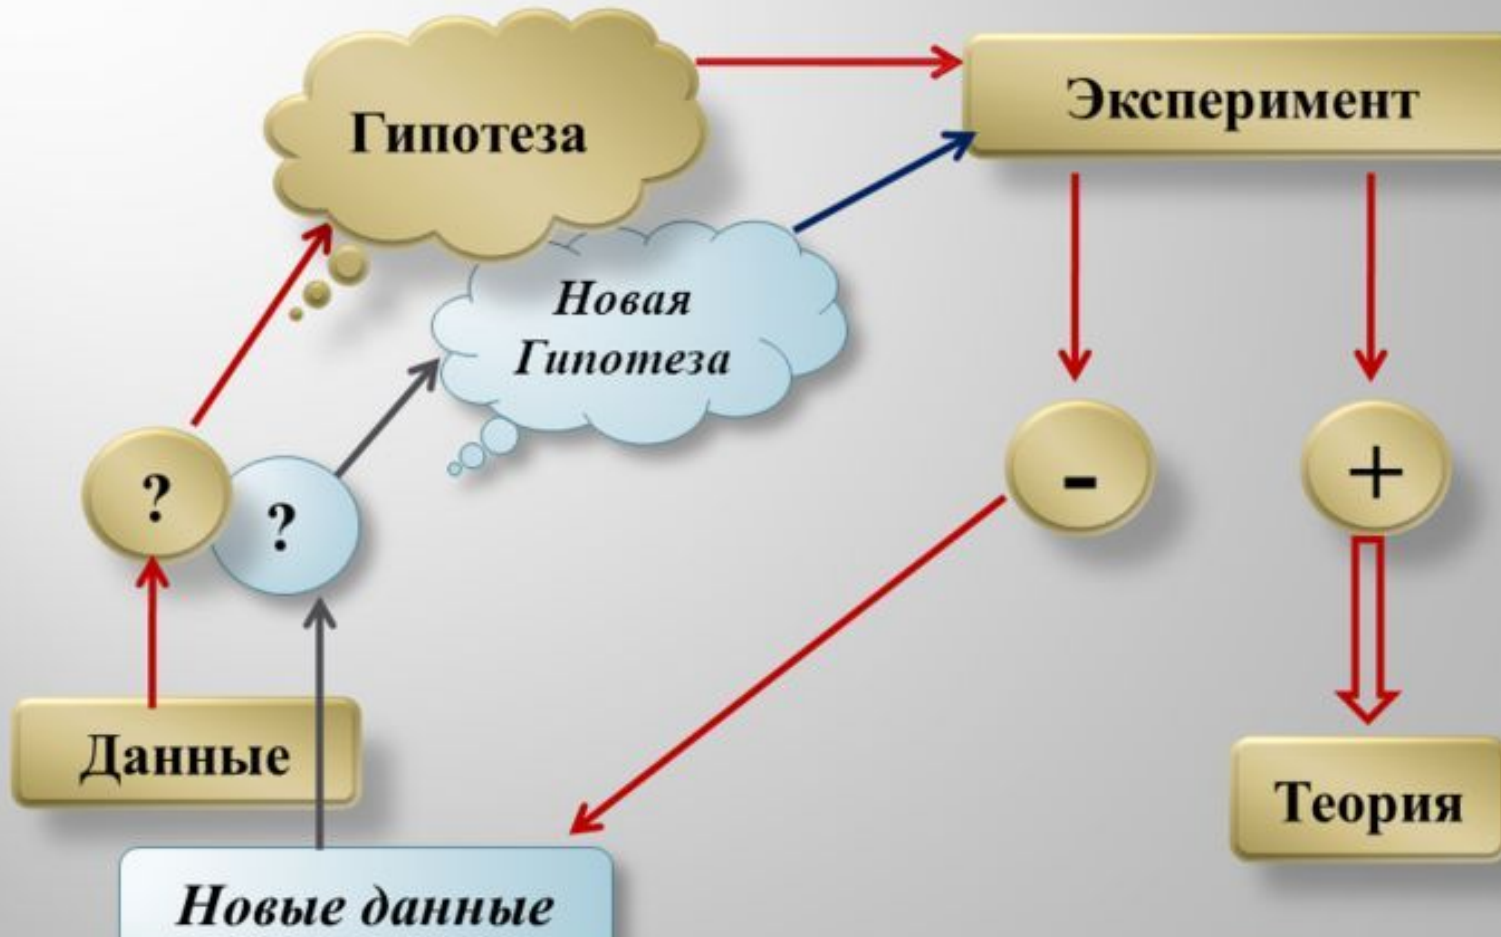 Гипотеза
Эксперимент
Новая
Гипотеза
?
?
-
+
Данные
Теория
Новые данные